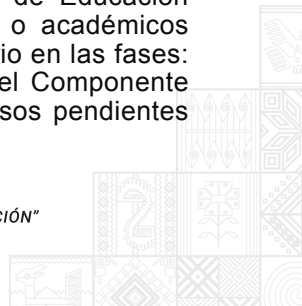 de Educación
o académicos
io en las fases:
el Componente
sos pendientes
CIÓN"